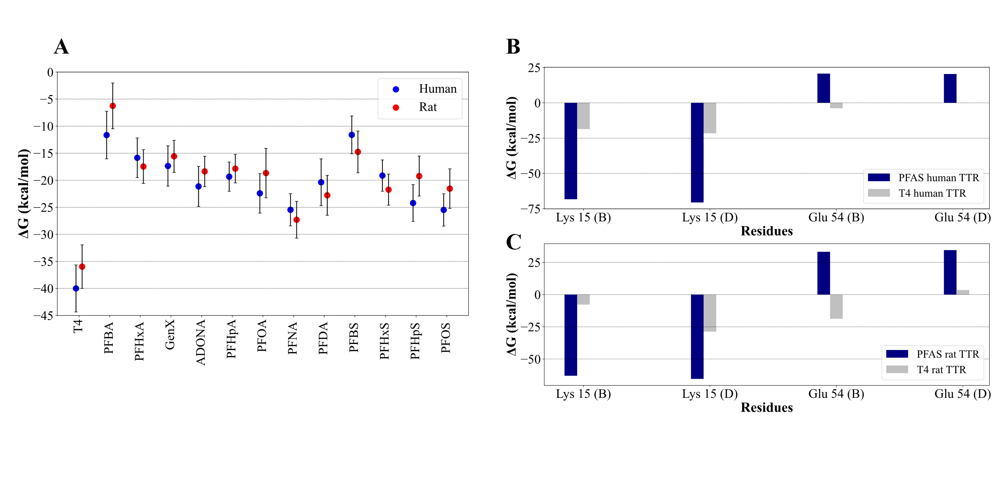 A
0
−5
−10
−15
−20
−25
−30
−35
−40
−45
ΔG (kcal/mol)
Human
Rat
T4
PFBA
PFHxA
GenX
ADONA
PFHpA
PFOA
PFNA
PFDA
PFBS
PFHxS
PFHpS
PFOS
B
25
0
−25
−50
−75
ΔG (kcal/mol)
PFAS human TTR
T4 human TTR
Lys 15 (B) Lys 15 (D) Glu 54 (B) Glu 54 (D)
Residues
C
25
0
−25
−50
ΔG (kcal/mol)
PFAS rat TTR
T4 rat TTR
Lys 15 (B) Lys 15 (D) Glu 54 (B) Glu 54 (D)
Residues